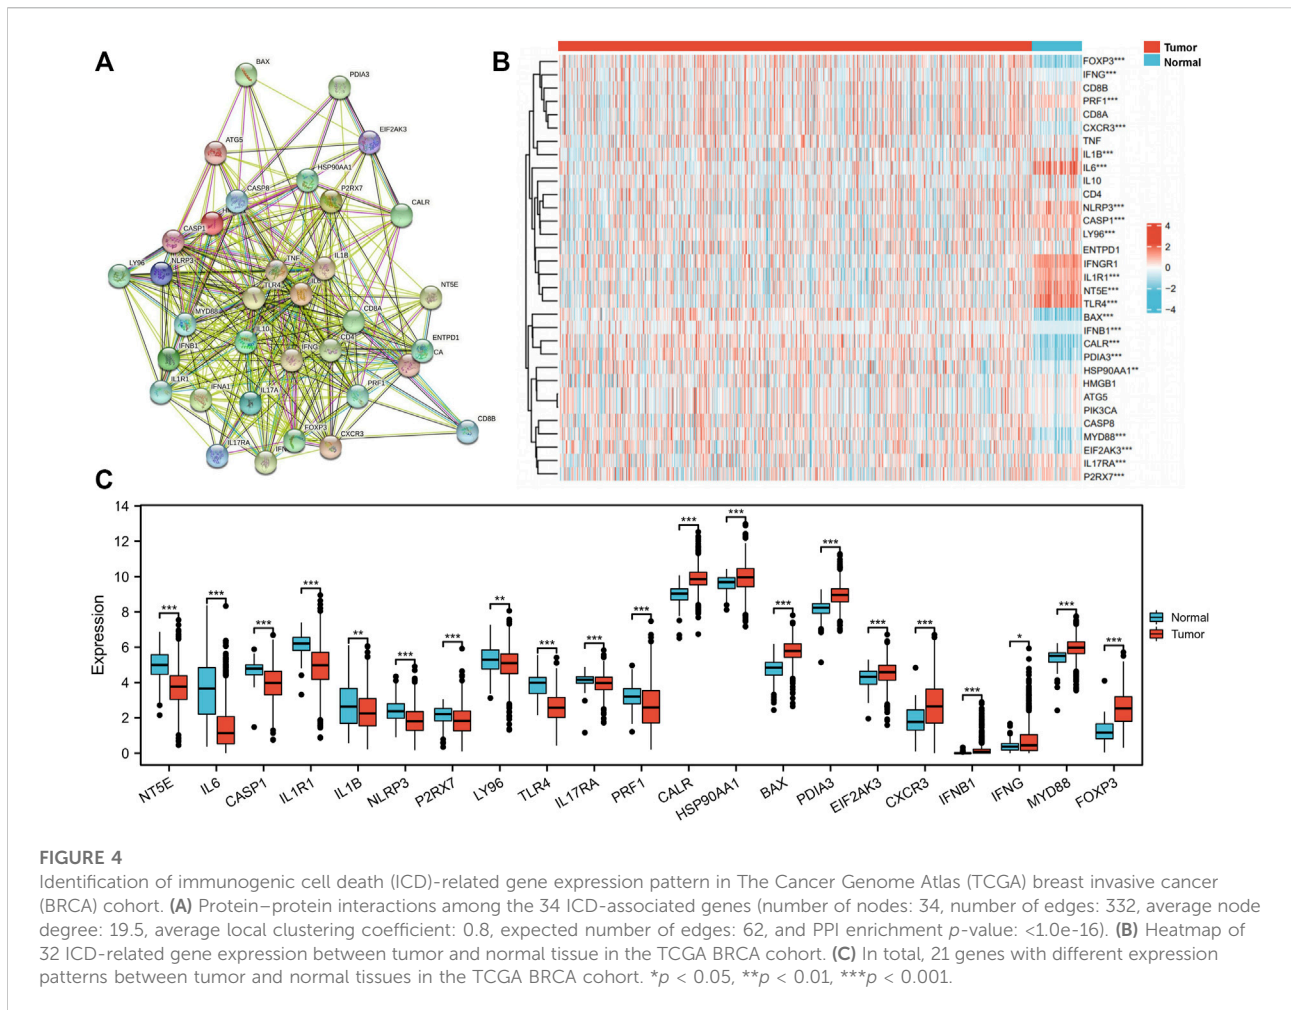 A
BAX
PDIA3
EIF2AK3
ATG5
HSP90AA1
CASP8
P2RX7
CALR
CASP1
LY96
NLRP3
TNF
IL1B
TLR4
IL6
NT5E
MYD88
CD8A
IFNB1
IL10
CD4
ENTPD1
IFNG
CA
IL1R1
IFNA1
IL17A
PRF1
FOXP3
CD8B
IL17RA
CXCR3
B
Tumor
Normal
FOXP3***
IFNG***
CD8B
PRF1***
CD8A
CXCR3***
TNF
IL1B***
IL6***
IL10
CD4
NLRP3***
CASP1***
LY96***
ENTPD1
IFNGR1
IL1R1***
NT5E***
TLR4***
BAX***
IFNB1***
CALR***
PDIA3***
HSP90AA1**
HMGB1
ATG5
PIK3CA
CASP8
MYD88***
EIF2AK3***
IL17RA***
P2RX7***
4
2
0
−2
−4
C
Expression
14
12
10
8
6
4
2
0
*** *** *** *** ** *** *** ** *** *** *** *** *** *** *** *** *** *** * *** ***
NT5E IL6 CASP1 IL1R1 IL1B NLRP3 P2RX7 LY96 TLR4 IL17RA PRF1 CALR HSP90AA1 BAX PDIA3 EIF2AK3 CXCR3 IFNB1 IFNG MYD88 FOXP3
Normal
Tumor
FIGURE 4
Identification of immunogenic cell death (ICD)-related gene expression pattern in The Cancer Genome Atlas (TCGA) breast invasive cancer
(BRCA) cohort. (A) Protein–protein interactions among the 34 ICD-associated genes (number of nodes: 34, number of edges: 332, average node
degree: 19.5, average local clustering coefficient: 0.8, expected number of edges: 62, and PPI enrichment p-value: <1.0e-16). (B) Heatmap of
32 ICD-related gene expression between tumor and normal tissue in the TCGA BRCA cohort. (C) In total, 21 genes with different expression
patterns between tumor and normal tissues in the TCGA BRCA cohort. *p < 0.05, **p < 0.01, ***p < 0.001.